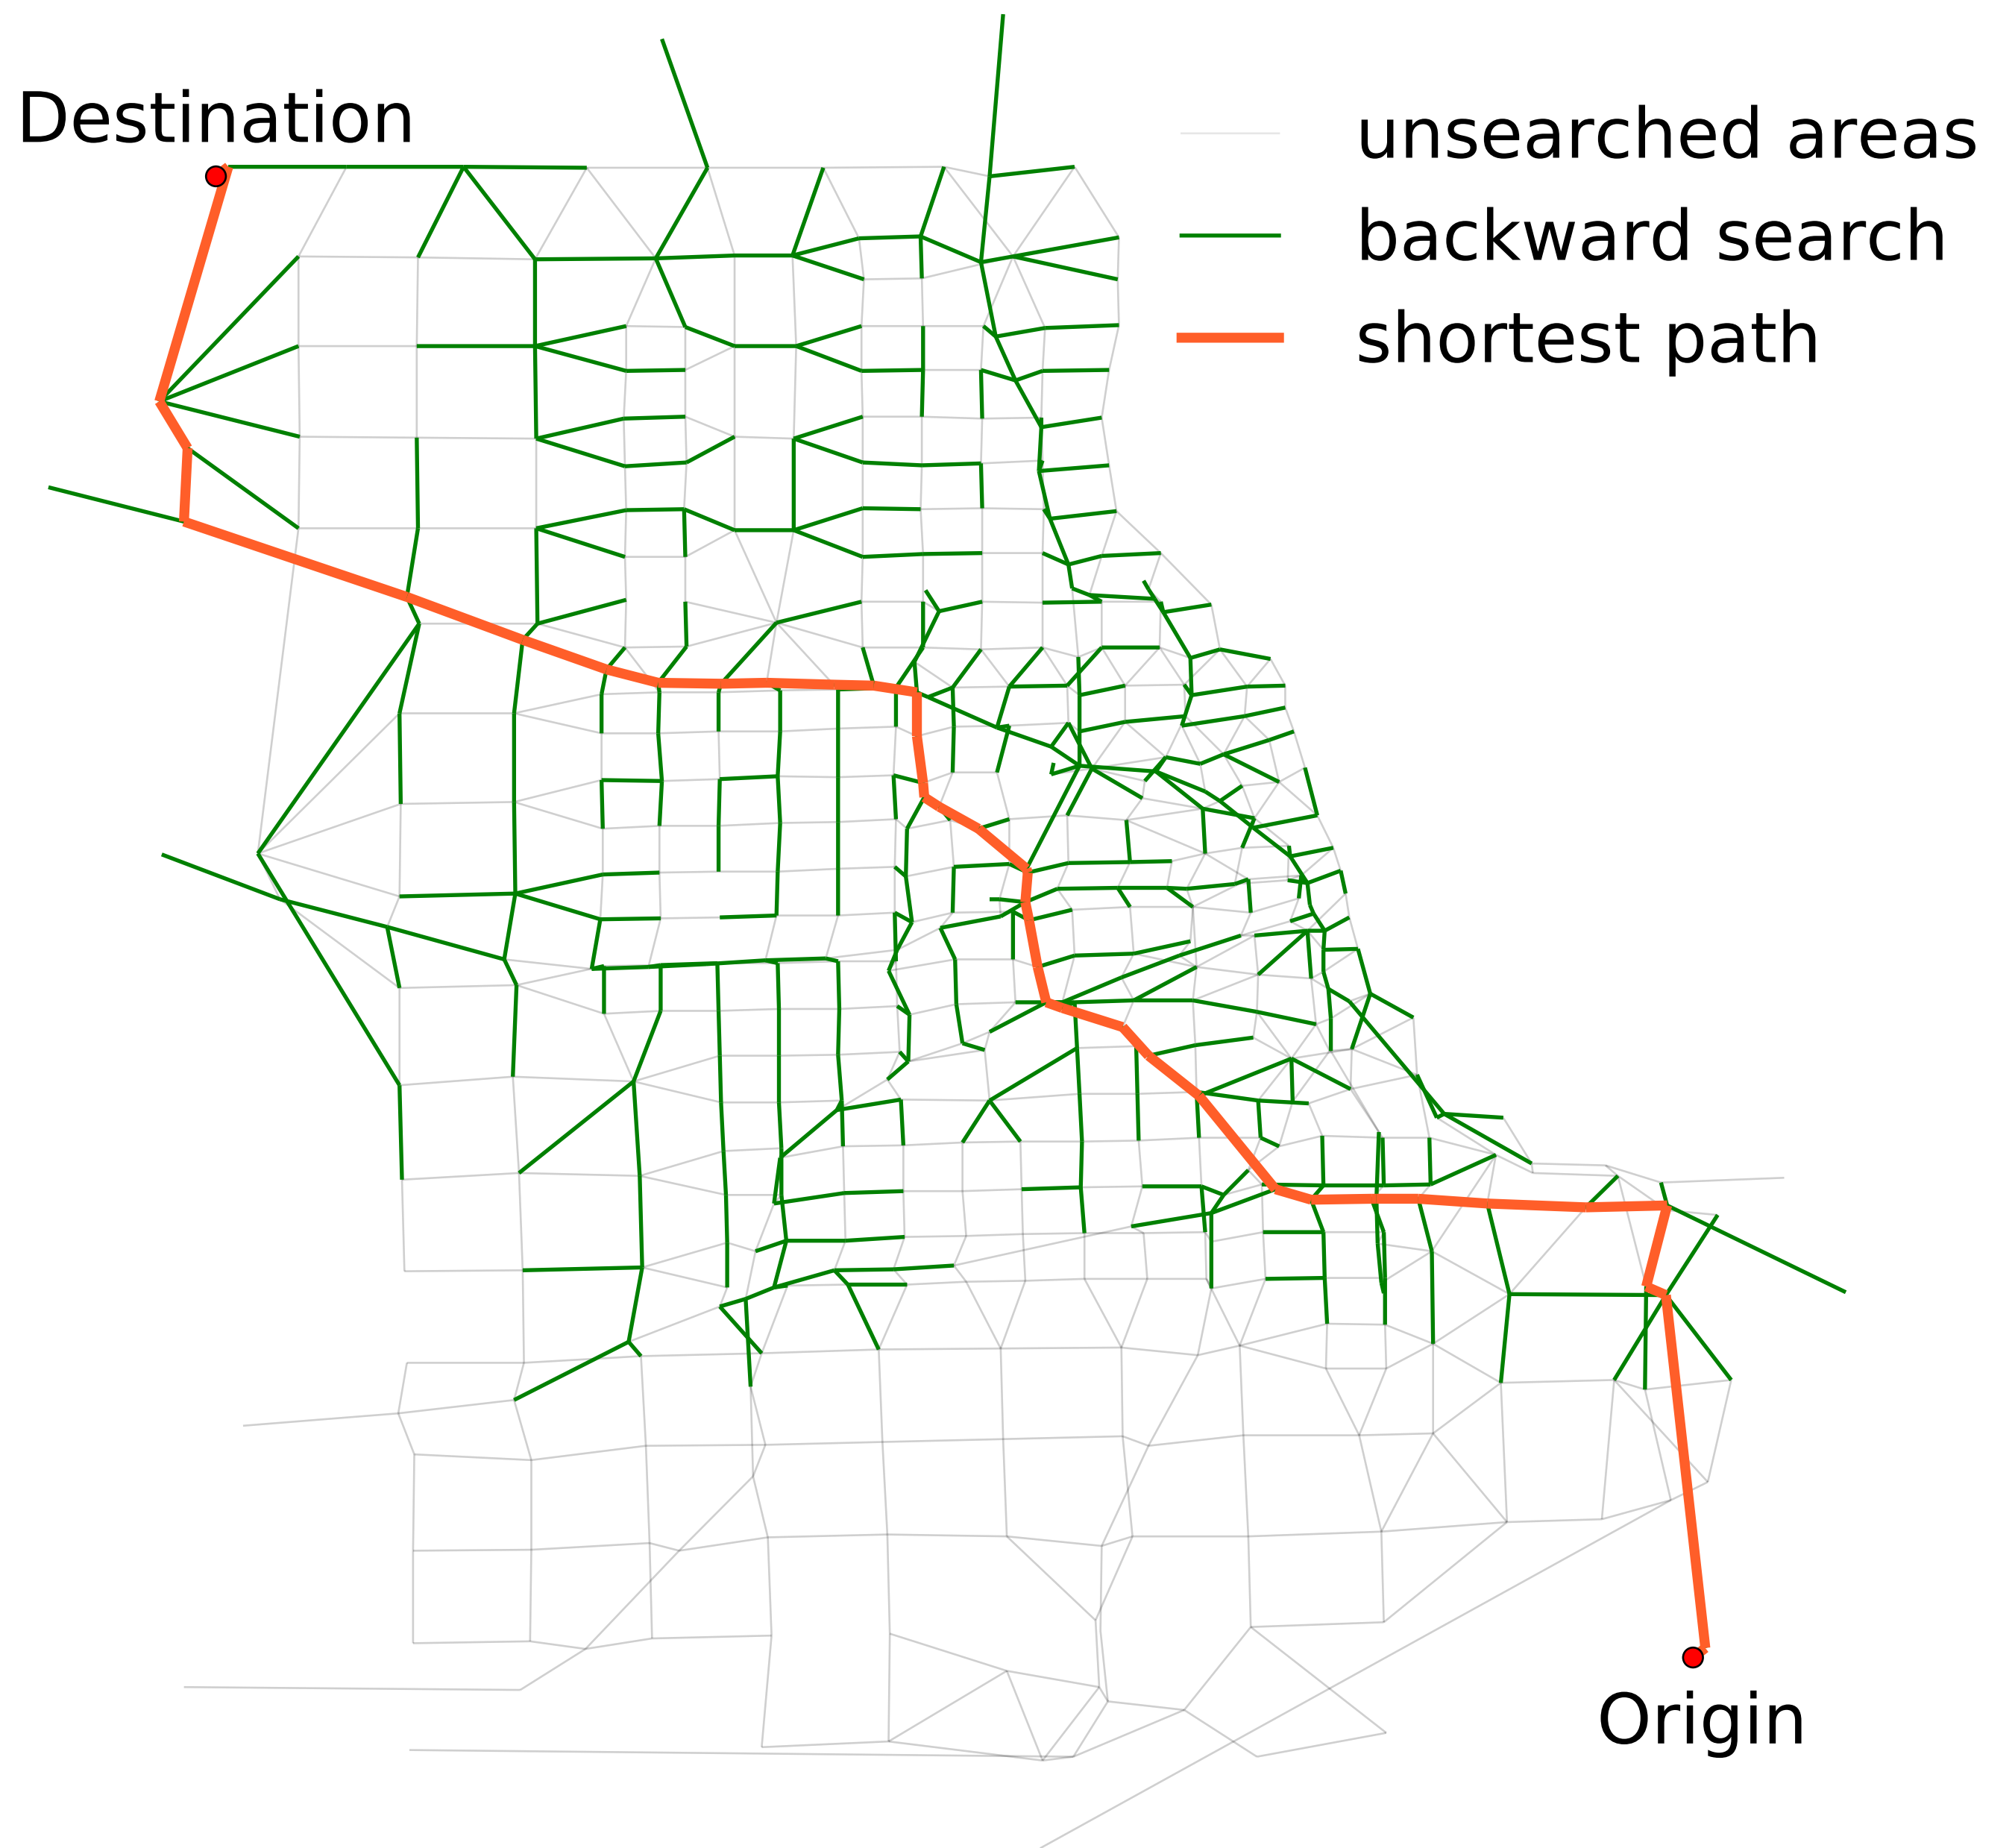 Destination
unsearched areas
backward search
shortest path
Origin